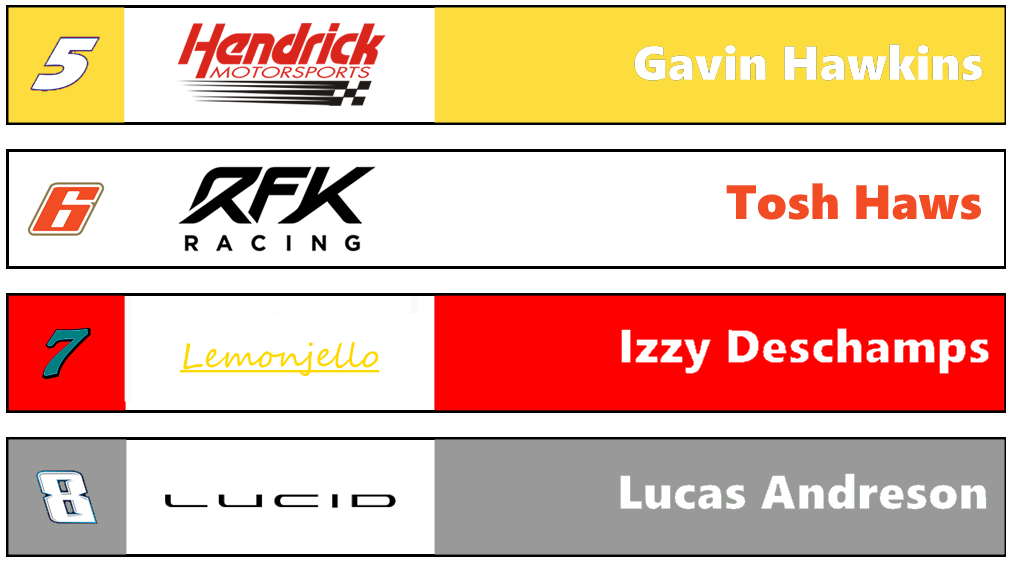 5
Hendrick
MOTORSPORTS
Gavin Hawkins
6
RFK
RACING
Tosh Haws
7
Lemonjello
Izzy Deschamps
8
LUCID
Lucas Andreson